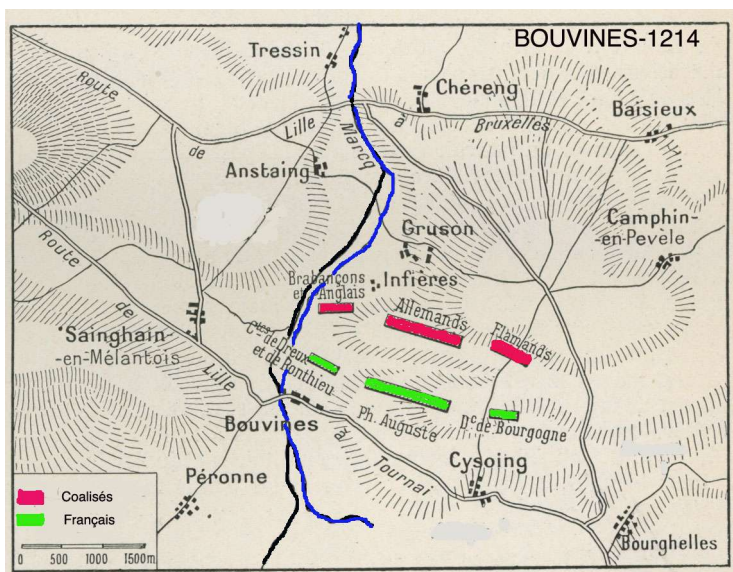 BOUVINES-1214
Tressin
Chéreng
Baisieux
Route
de
Lille
à
Bruxelles
Marcq
Anstaing
Gruson
Camphin-
-en-Pevèle
Route
de
Lille
à
Tournai
Infières
Brabançons
et Anglais
Allemands
Flamands
Sainghain-
-en-Mélantois
Ctes de Dreux
et de Ponthieu
Ph. Auguste
Dc de Bourgogne
Bouvines
Cysoing
Péronne
Bourghelles
Coalisés
Français
0 500 1000 1500m